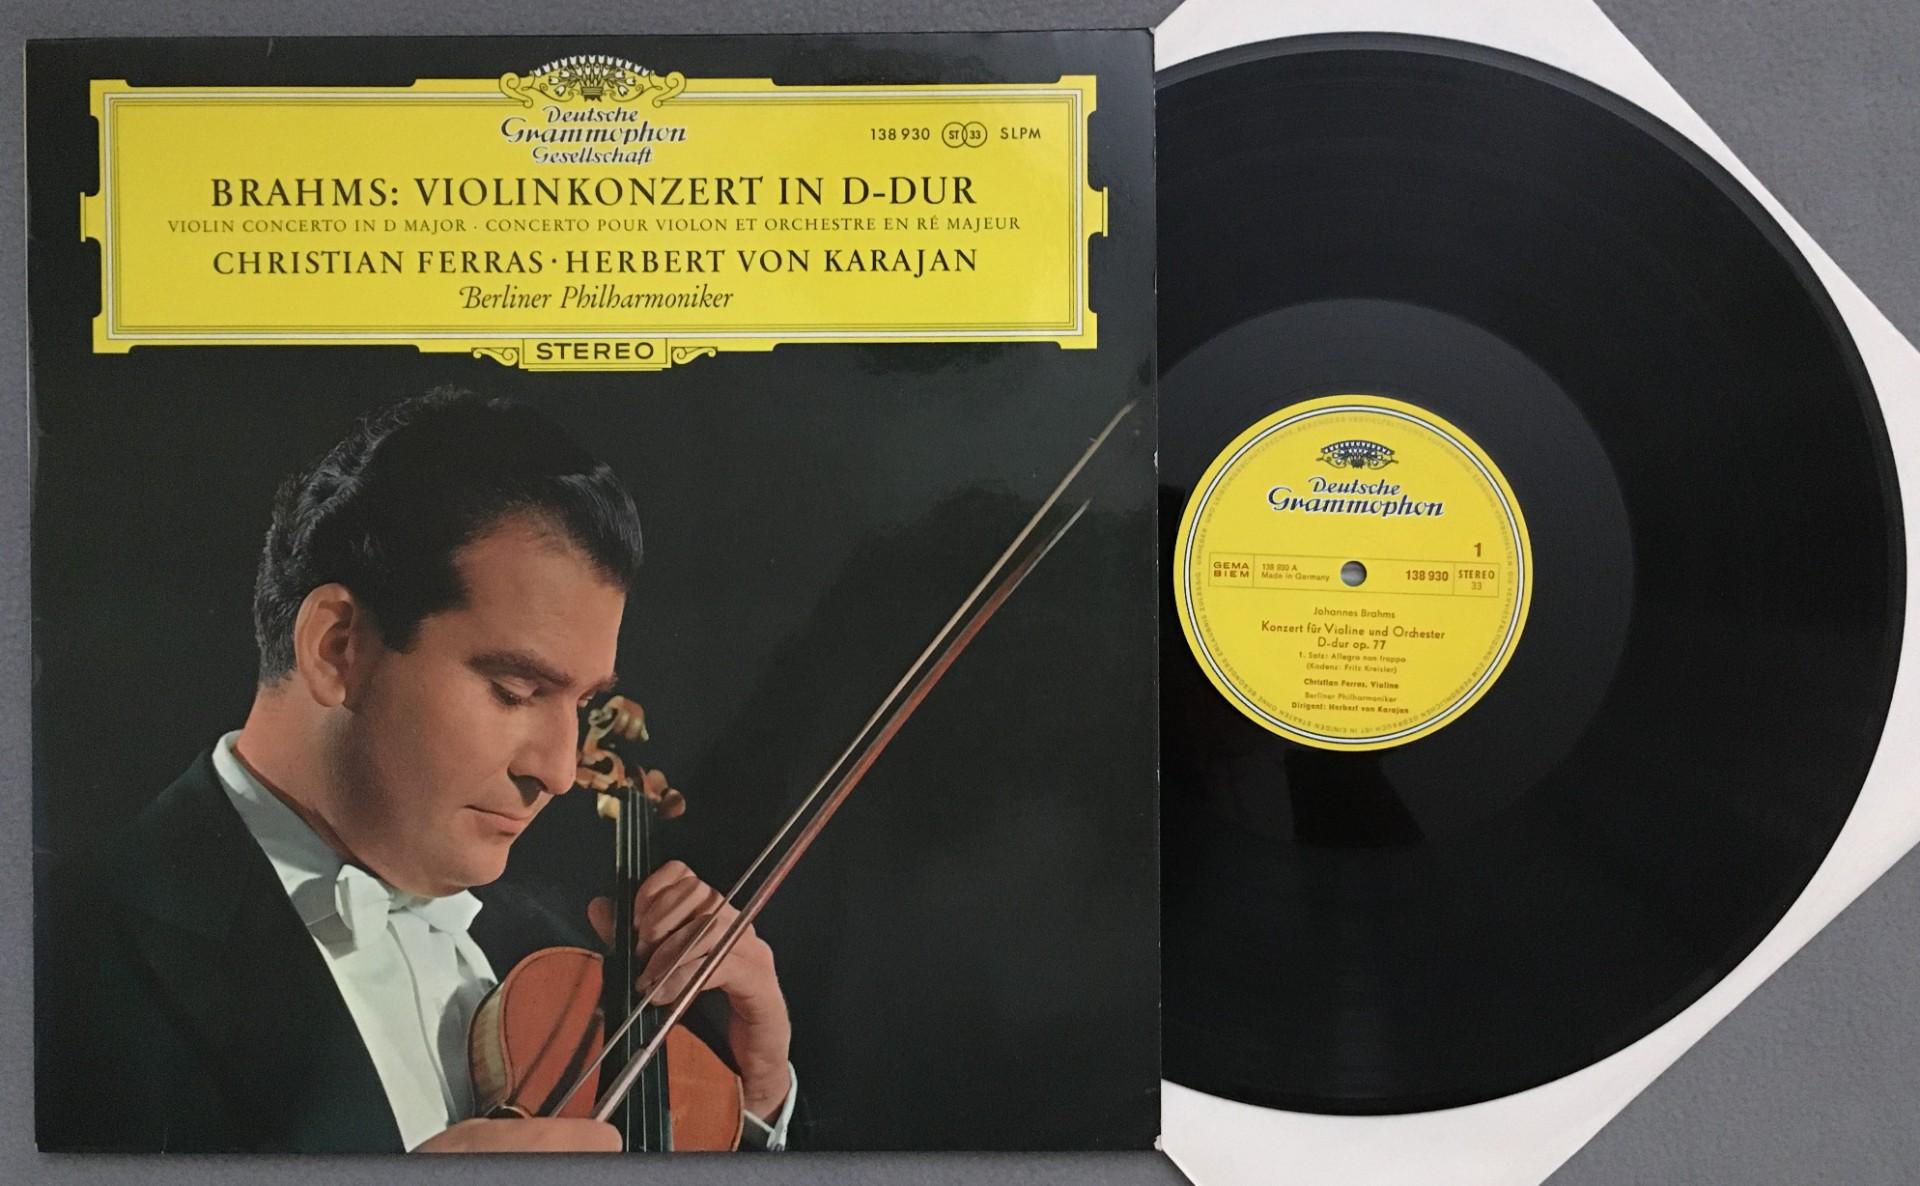 Deutsche
Grammophon
Gesellschaft
138 930 ST 33 SLPM
BRAHMS: VIOLINKONZERT IN D-DUR
VIOLIN CONCERTO IN D MAJOR · CONCERTO POUR VIOLON ET ORCHESTRE EN RÉ MAJEUR
CHRISTIAN FERRAS · HERBERT VON KARAJAN
Berliner Philharmoniker
STEREO
Deutsche
Grammophon
1
GEMA
BIEM
138 930 A
Made in Germany
138 930
STEREO
33
Johannes Brahms
Konzert für Violine und Orchester
D-dur op. 77
1. Satz: Allegro non troppo
(Kadenz: Fritz Kreisler)
Christian Ferras, Violine
Berliner Philharmoniker
Dirigent: Herbert von Karajan